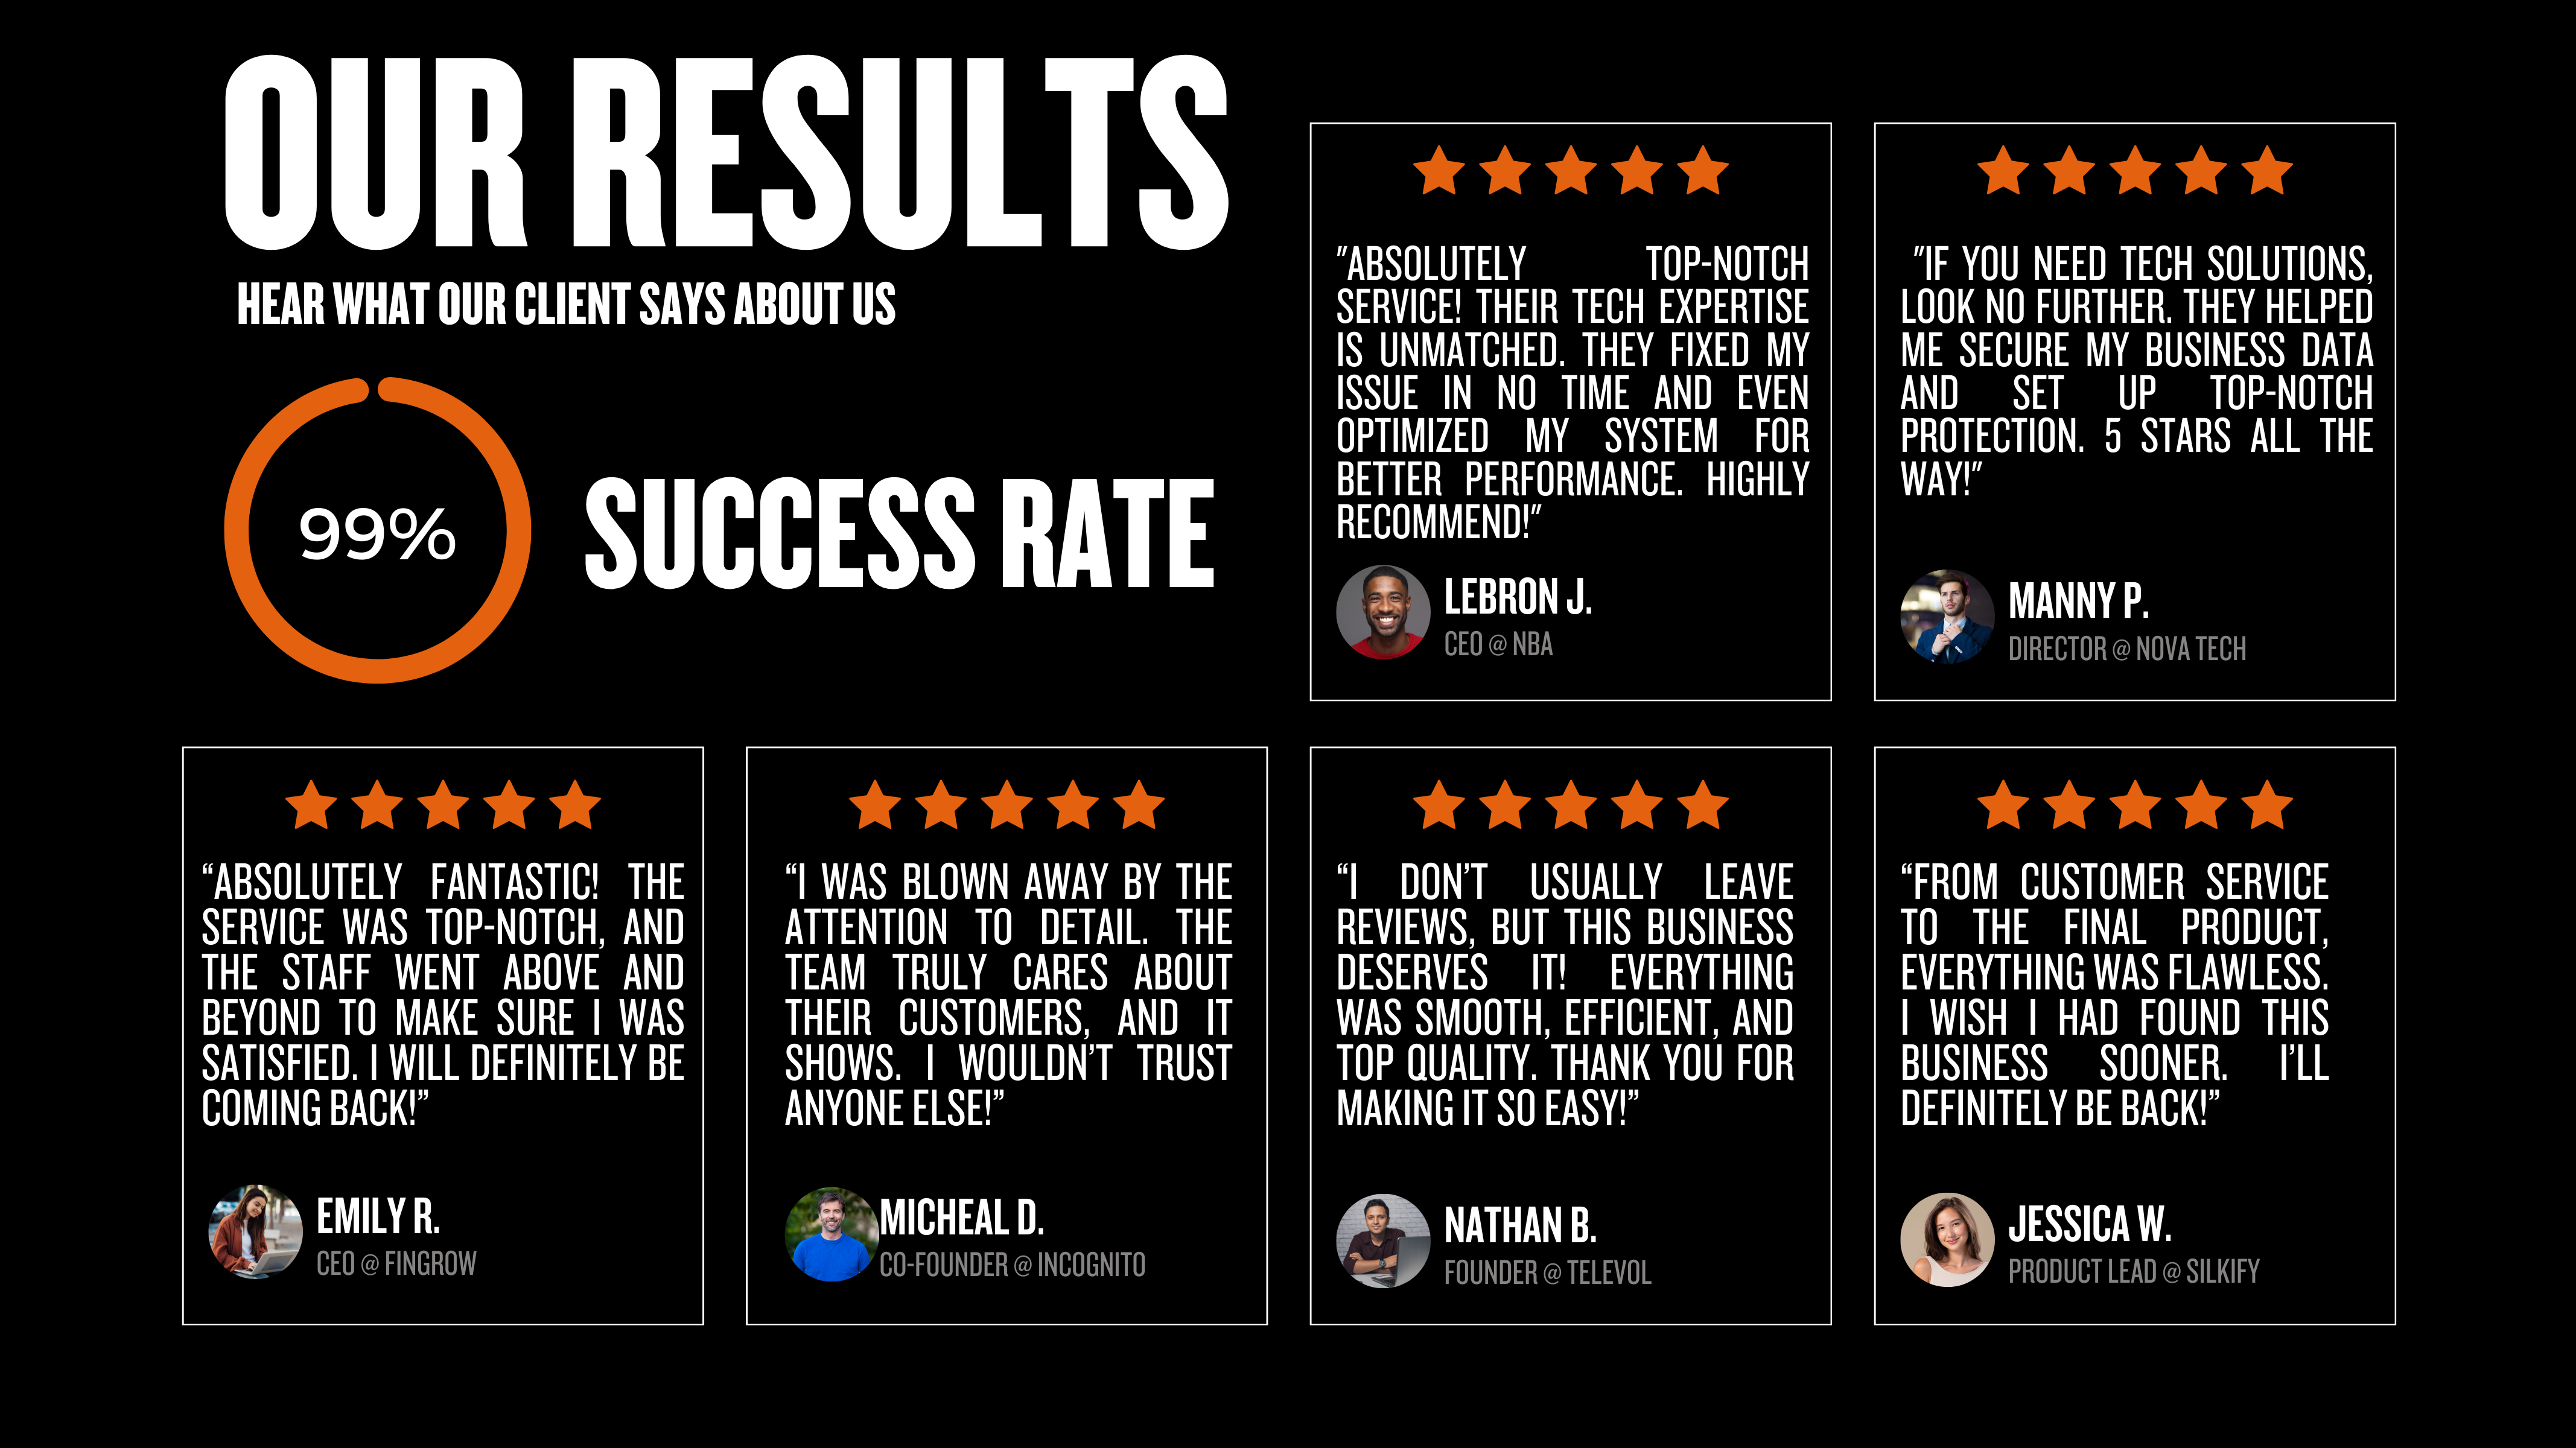 OUR RESULTS
HEAR WHAT OUR CLIENT SAYS ABOUT US
99%
SUCCESS RATE
"ABSOLUTELY TOP-NOTCH
SERVICE! THEIR TECH EXPERTISE
IS UNMATCHED. THEY FIXED MY
ISSUE IN NO TIME AND EVEN
OPTIMIZED MY SYSTEM FOR
BETTER PERFORMANCE. HIGHLY
RECOMMEND!"
LEBRON J.
CEO @ NBA
"IF YOU NEED TECH SOLUTIONS,
LOOK NO FURTHER. THEY HELPED
ME SECURE MY BUSINESS DATA
AND SET UP TOP-NOTCH
PROTECTION. 5 STARS ALL THE
WAY!"
MANNY P.
DIRECTOR @ NOVA TECH
“ABSOLUTELY FANTASTIC! THE
SERVICE WAS TOP-NOTCH, AND
THE STAFF WENT ABOVE AND
BEYOND TO MAKE SURE I WAS
SATISFIED. I WILL DEFINITELY BE
COMING BACK!”
EMILY R.
CEO @ FINGROW
“I WAS BLOWN AWAY BY THE
ATTENTION TO DETAIL. THE
TEAM TRULY CARES ABOUT
THEIR CUSTOMERS, AND IT
SHOWS. I WOULDN’T TRUST
ANYONE ELSE!”
MICHEAL D.
CO-FOUNDER @ INCOGNITO
“I DON’T USUALLY LEAVE
REVIEWS, BUT THIS BUSINESS
DESERVES IT! EVERYTHING
WAS SMOOTH, EFFICIENT, AND
TOP QUALITY. THANK YOU FOR
MAKING IT SO EASY!”
NATHAN B.
FOUNDER @ TELEVOL
“FROM CUSTOMER SERVICE
TO THE FINAL PRODUCT,
EVERYTHING WAS FLAWLESS.
I WISH I HAD FOUND THIS
BUSINESS SOONER. I’LL
DEFINITELY BE BACK!”
JESSICA W.
PRODUCT LEAD @ SILKIFY